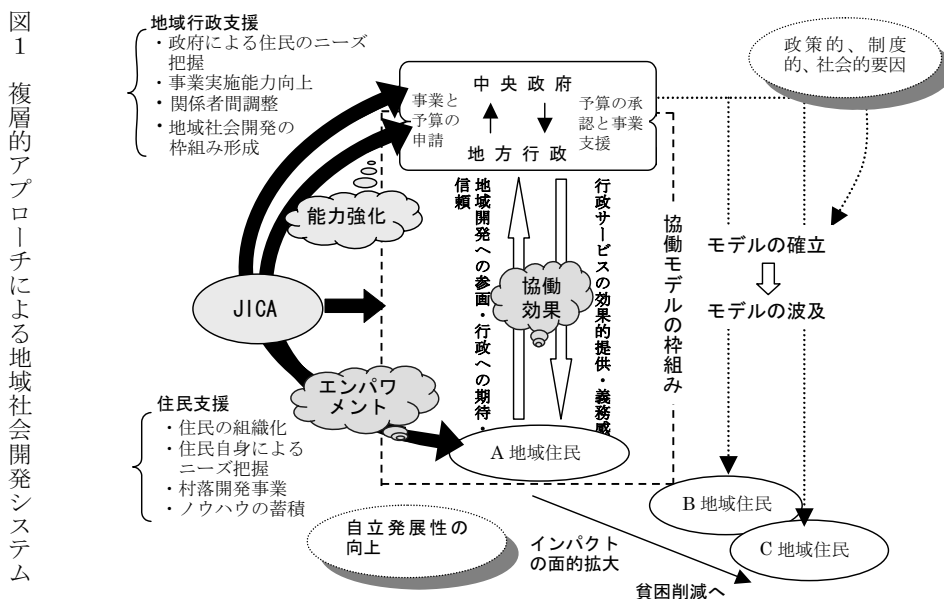 図1 複層的アプローチによる地域社会開発システム
地域行政支援
・政府による住民のニーズ
把握
・事業実施能力向上
・関係者間調整
・地域社会開発の
枠組み形成
中央政府
事業と
予算の
申請
予算の承
認と事業
支援
地方行政
政策的、制度
的、社会的要因
能力強化
地域開発への参画・行政への期待・
信頼
協働
効果
行政サービスの効果的提供・義務感
協働モデルの枠組み
モデルの確立
モデルの波及
JICA
エンパワ
メント
住民支援
・住民の組織化
・住民自身による
ニーズ把握
・村落開発事業
・ノウハウの蓄積
A 地域住民
B 地域住民
C 地域住民
自立発展性の
向上
インパクト
の面的拡大
貧困削減へ